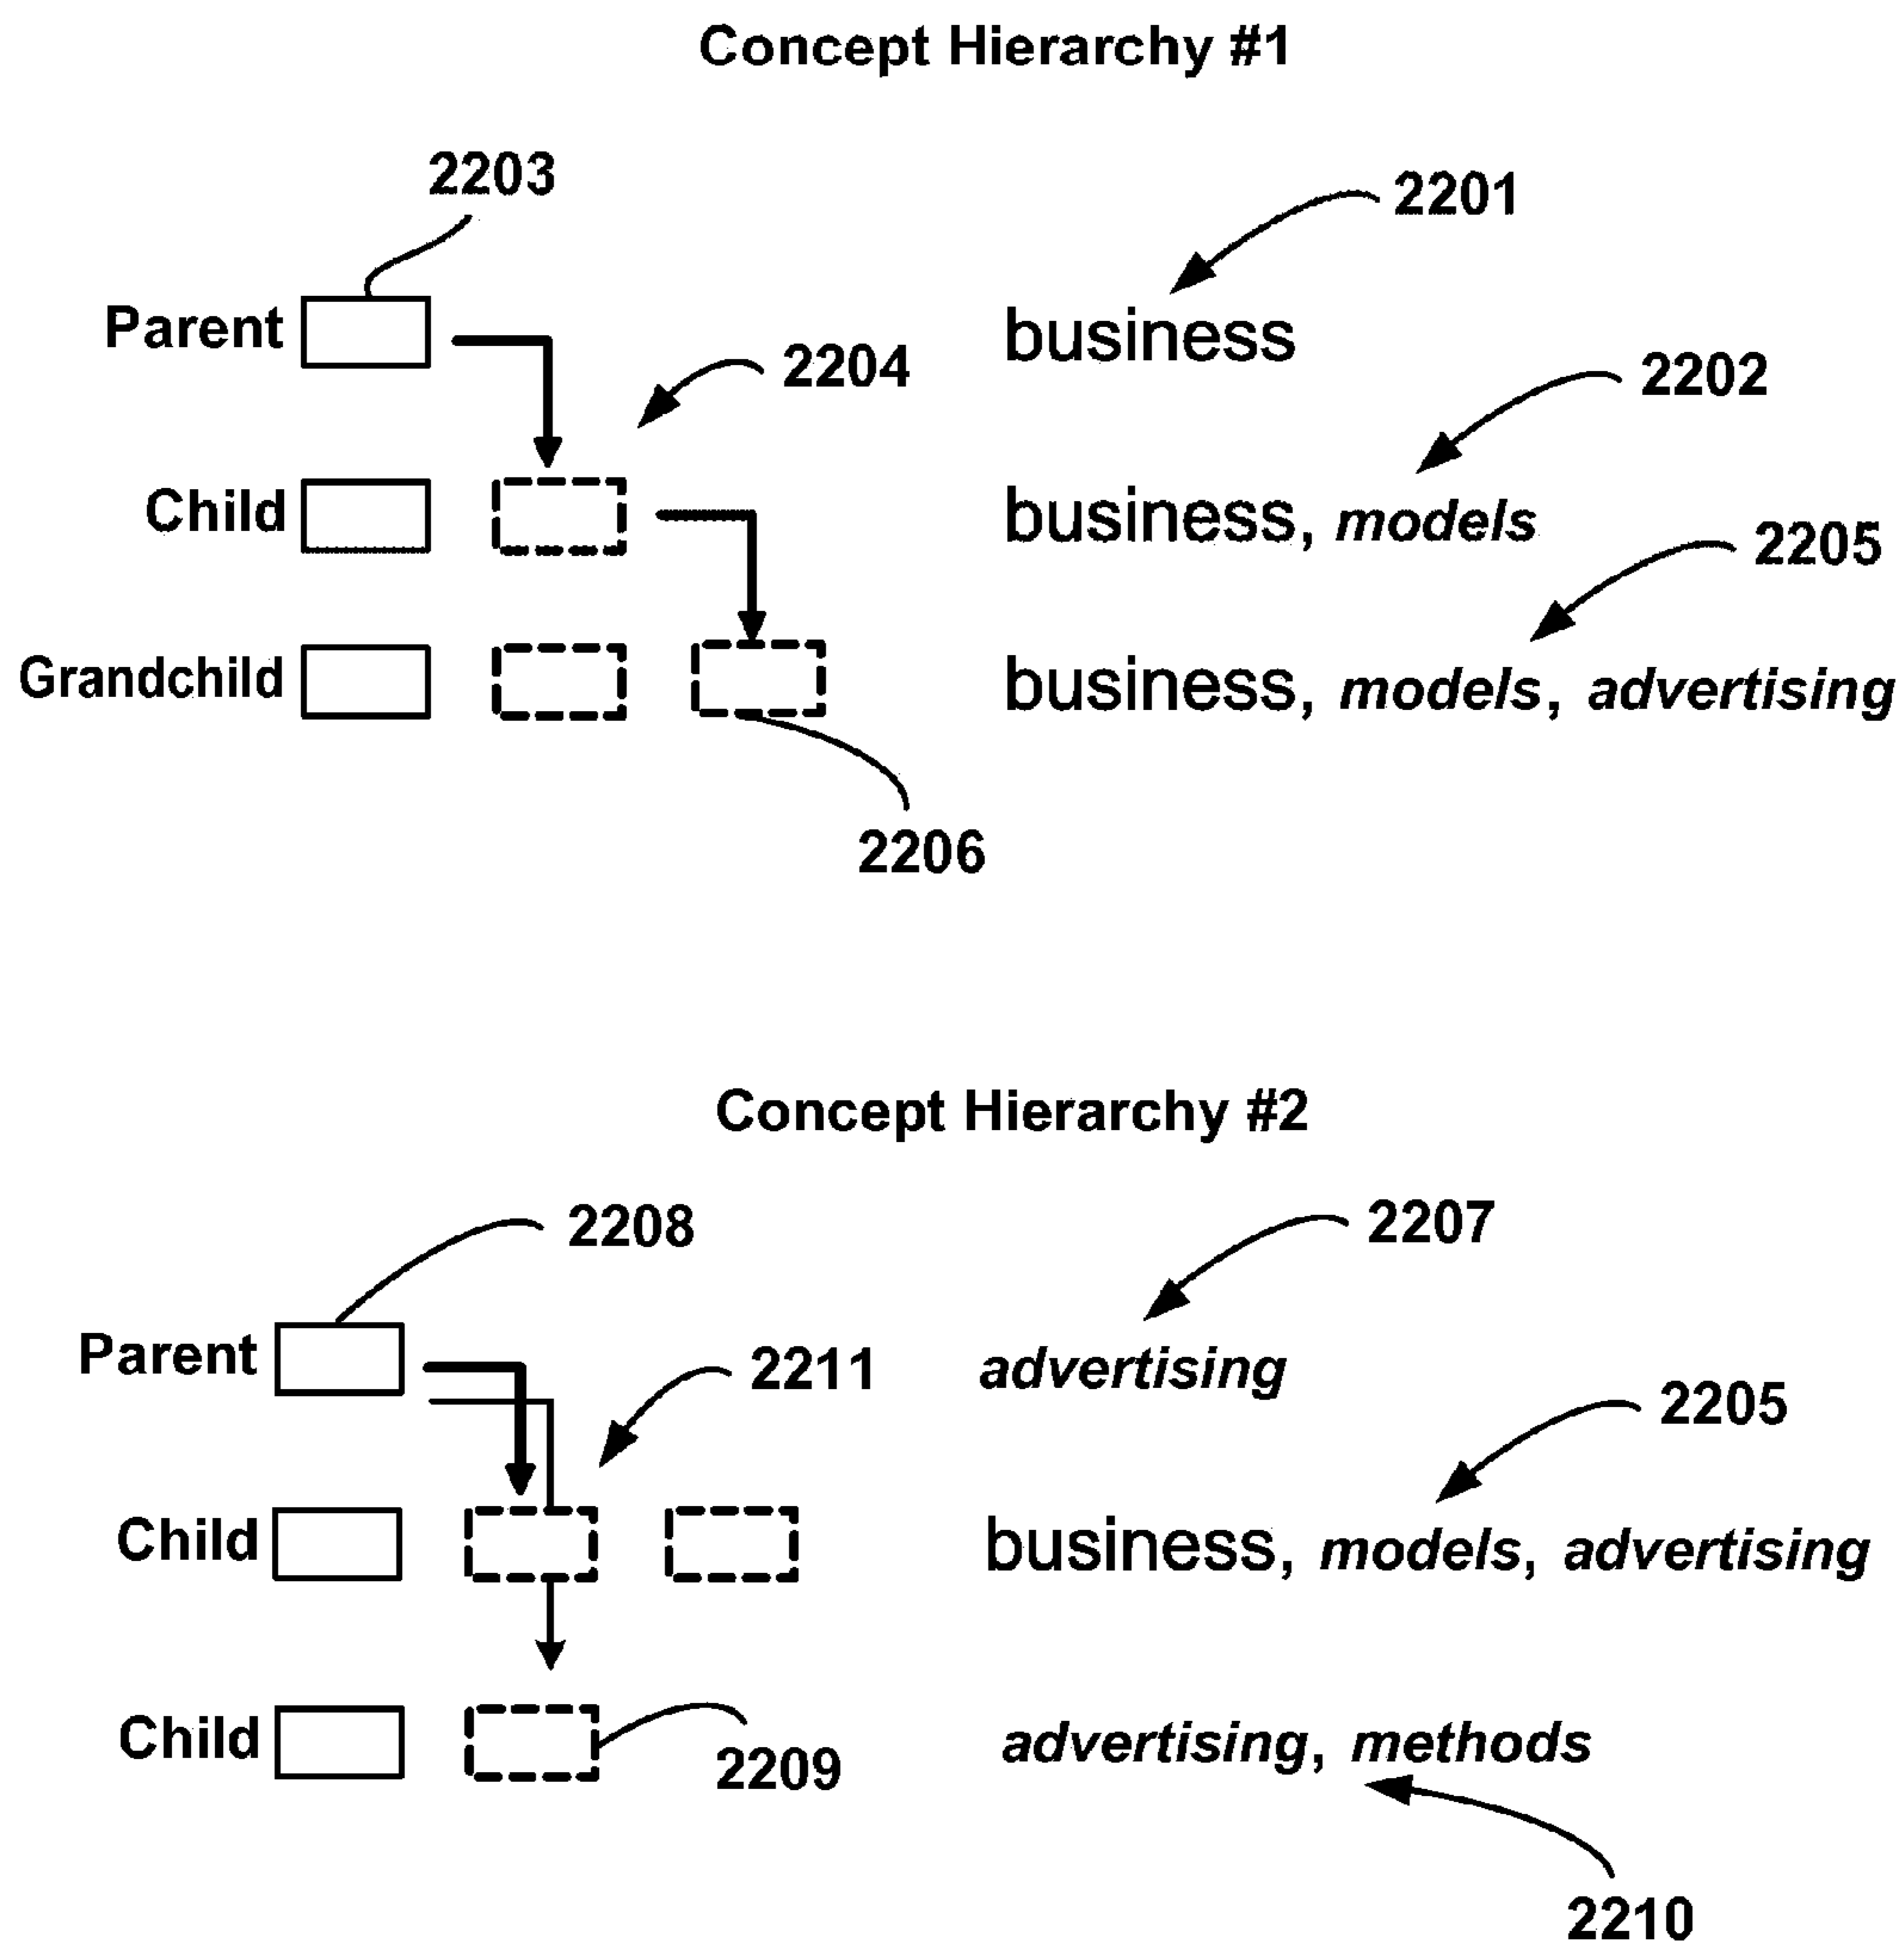 Concept Hierarchy #1
2203
2201
Parent
business
2204
2202
Child
business, models
2205
Grandchild
business, models, advertising
2206
Concept Hierarchy #2
2208
2207
Parent
2211
advertising
2205
Child
business, models, advertising
Child
2209
advertising, methods
2210